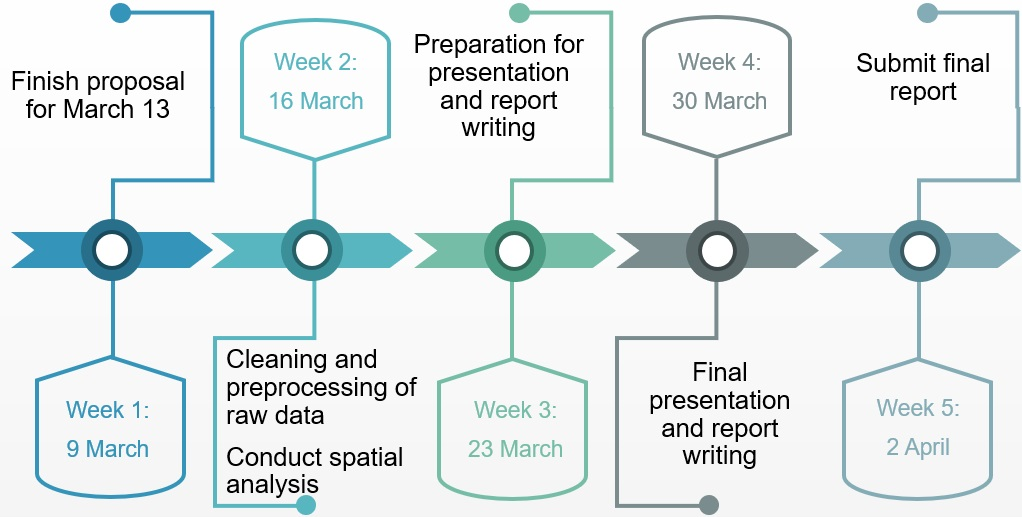 Finish proposal
for March 13
Week 1:
9 March
Week 2:
16 March
Cleaning and
preprocessing of
raw data
Conduct spatial
analysis
Preparation for
presentation
and report
writing
Week 3:
23 March
Week 4:
30 March
Final
presentation
and report
writing
Submit final
report
Week 5:
2 April